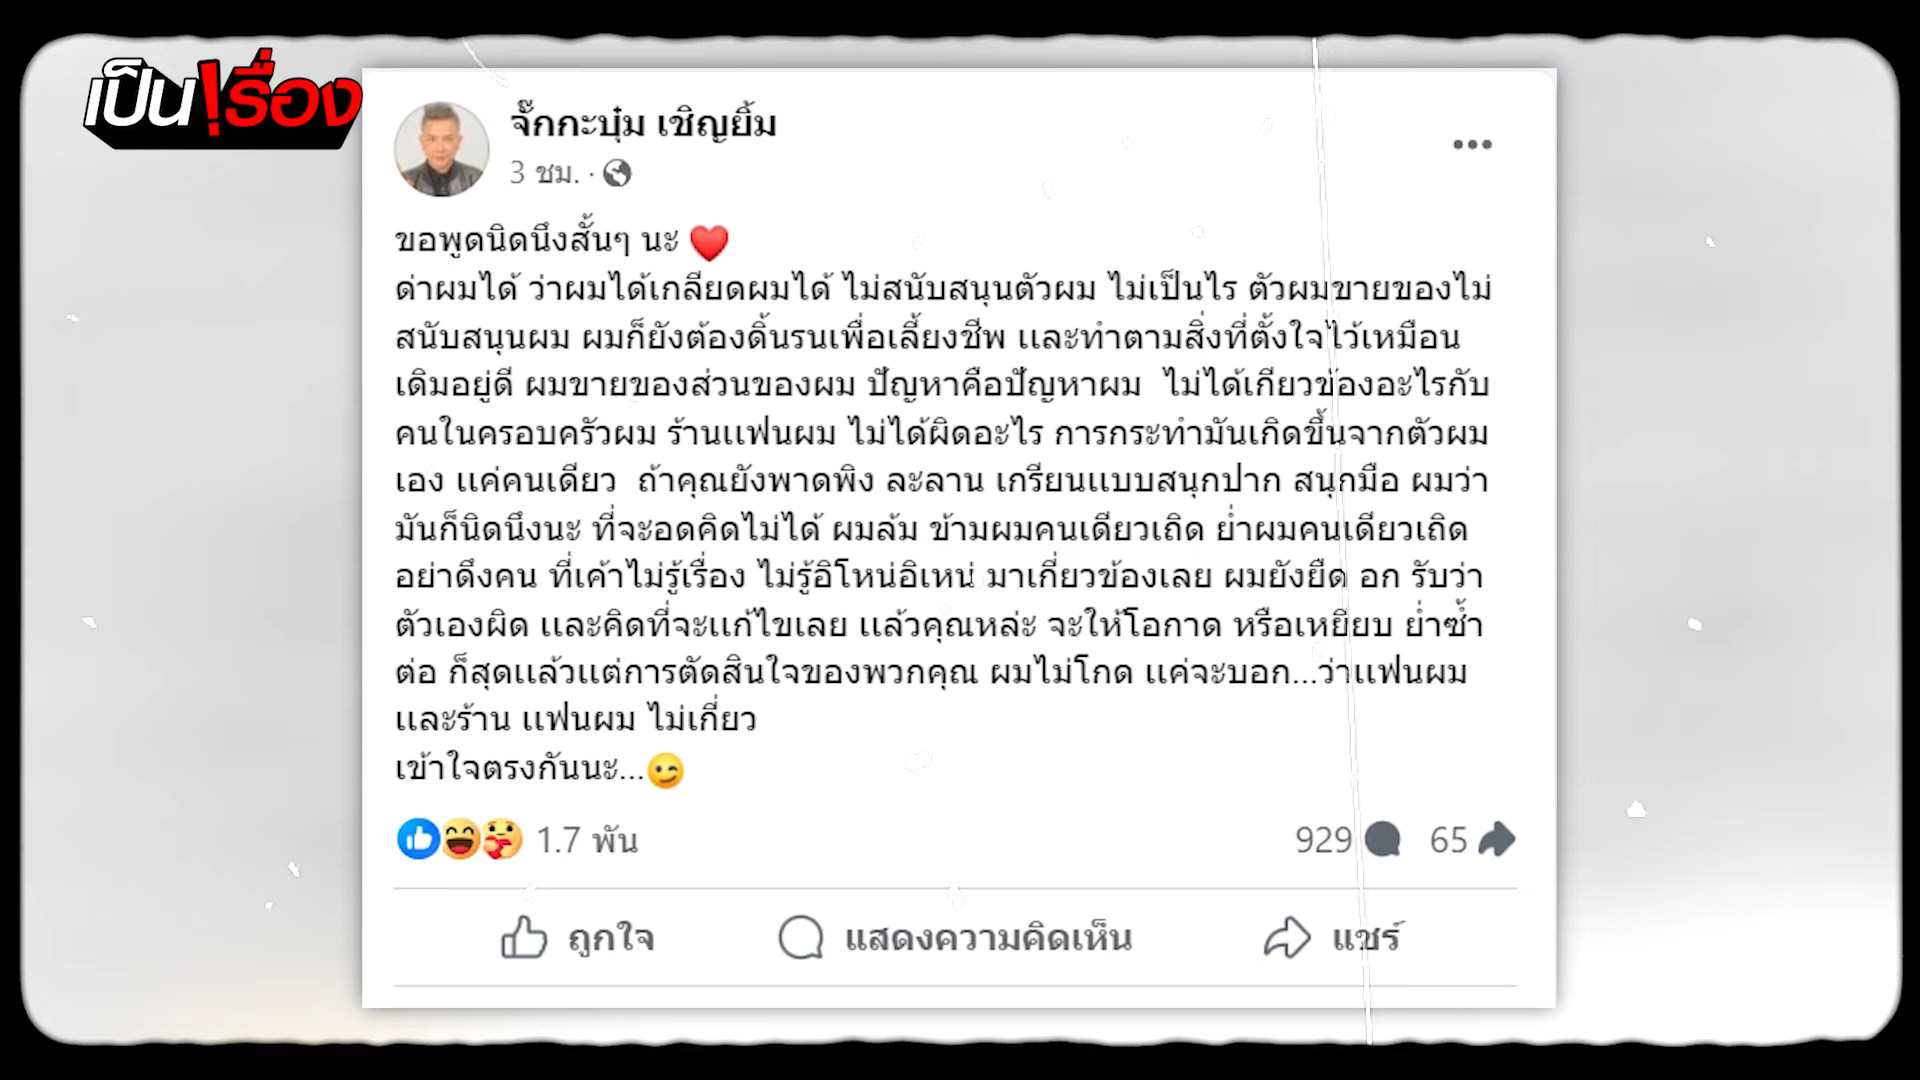 เป็นเรื่อง
จั๊กกะบุ๋ม เชิญยิ้ม
3 ชม. ·
ขอพูดนิดนึงสั้นๆ นะ ❤️
ด่าผมได้ ว่าผมได้เกลียดผมได้ ไม่สนับสนุนตัวผม ไม่เป็นไร ตัวผมขายของไม่
สนับสนุนผม ผมก็ยังต้องดิ้นรนเพื่อเลี้ยงชีพ และทำตามสิ่งที่ตั้งใจไว้เหมือน
เดิมอยู่ดี ผมขายของส่วนของผม ปัญหาคือปัญหาผม ไม่ได้เกียวข้องอะไรกับ
คนในครอบครัวผม ร้านแฟนผม ไม่ได้ผิดอะไร การกระทำมันเกิดขึ้นจากตัวผม
เอง แค่คนเดียว ถ้าคุณยังพาดพิง ละลาน เกรียนแบบสนุกปาก สนุกมือ ผมว่า
มันก็นิดนึงนะ ที่จะอดคิดไม่ได้ ผมล้ม ข้ามผมคนเดียวเถิด ย่ำผมคนเดียวเถิด
อย่าดึงคน ที่เค้าไม่รู้เรื่อง ไม่รู้อิโหน่อิเหน่ มาเกี่ยวข้องเลย ผมยังยืด อก รับว่า
ตัวเองผิด และคิดที่จะแก้ไขเลย แล้วคุณหล่ะ จะให้โอกาด หรือเหยียบ ย่ำซ้ำ
ต่อ ก็สุดแล้วแต่การตัดสินใจของพวกคุณ ผมไม่โกด แค่จะบอก...ว่าแฟนผม
และร้าน แฟนผม ไม่เกี่ยว
เข้าใจตรงกันนะ...😉
1.7 พัน
929 65
ถูกใจ แสดงความคิดเห็น แชร์